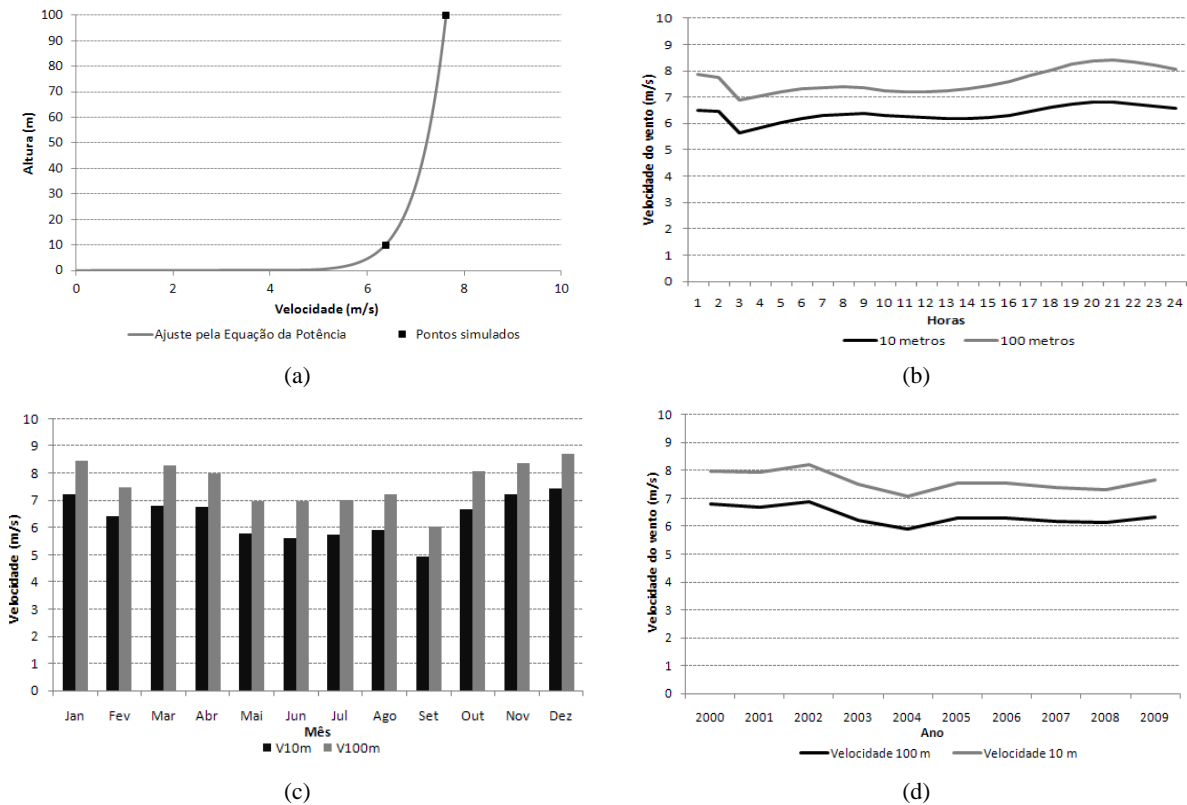 100
90
80
70
60
50
40
30
20
10
0
Altura (m)
0 2 4 6 8 10
Velocidade (m/s)
Ajuste pela Equação da Potência
Pontos simulados
(a)
10
9
8
7
6
5
4
3
2
1
0
Velocidade do vento (m/s)
1 2 3 4 5 6 7 8 9 10 11 12 13 14 15 16 17 18 19 20 21 22 23 24
Horas
10 metros
100 metros
(b)
10
9
8
7
6
5
4
3
2
1
0
Velocidade (m/s)
Jan Fev Mar Abr Mai Jun Jul Ago Set Out Nov Dez
Mês
V10m V100m
(c)
10
9
8
7
6
5
4
3
2
1
0
Velocidade do vento (m/s)
2000 2001 2002 2003 2004 2005 2006 2007 2008 2009
Ano
Velocidade 100 m
Velocidade 10 m
(d)